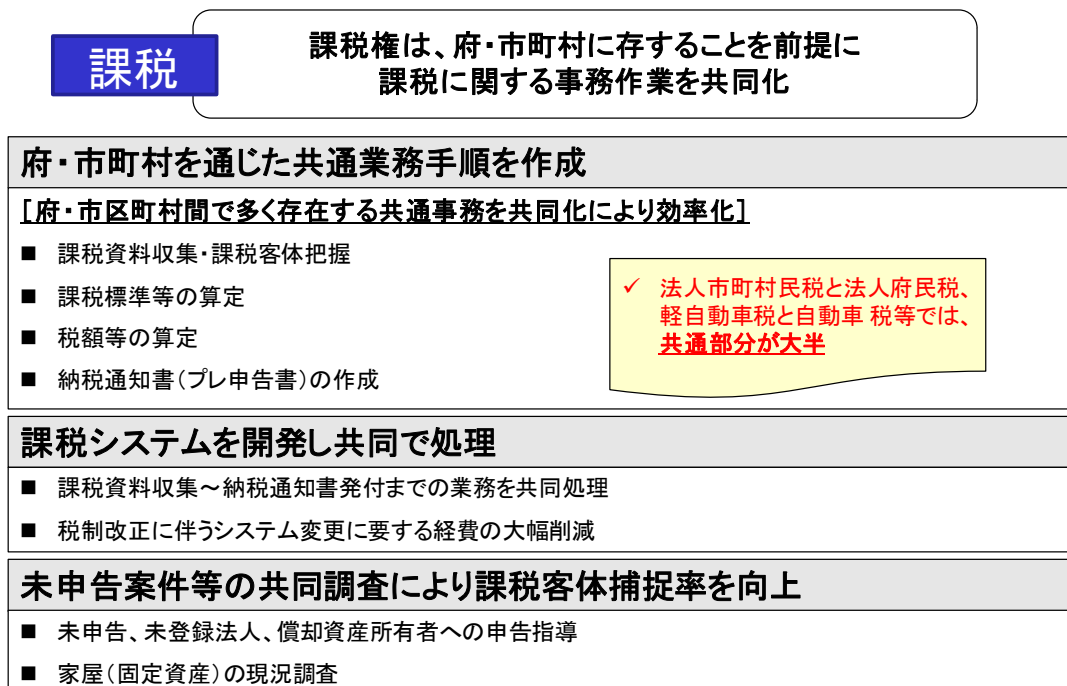 課税
課税権は、府・市町村に存することを前提に
課税に関する事務作業を共同化
府・市町村を通じた共通業務手順を作成
[府・市区町村間で多く存在する共通事務を共同化により効率化]
■ 課税資料収集・課税客体把握
■ 課税標準等の算定
■ 税額等の算定
■ 納税通知書(プレ申告書)の作成
✓ 法人市町村民税と法人府民税、
軽自動車税と自動車 税等では、
共通部分が大半
課税システムを開発し共同で処理
■ 課税資料収集~納税通知書発付までの業務を共同処理
■ 税制改正に伴うシステム変更に要する経費の大幅削減
未申告案件等の共同調査により課税客体捕捉率を向上
■ 未申告、未登録法人、償却資産所有者への申告指導
■ 家屋(固定資産)の現況調査